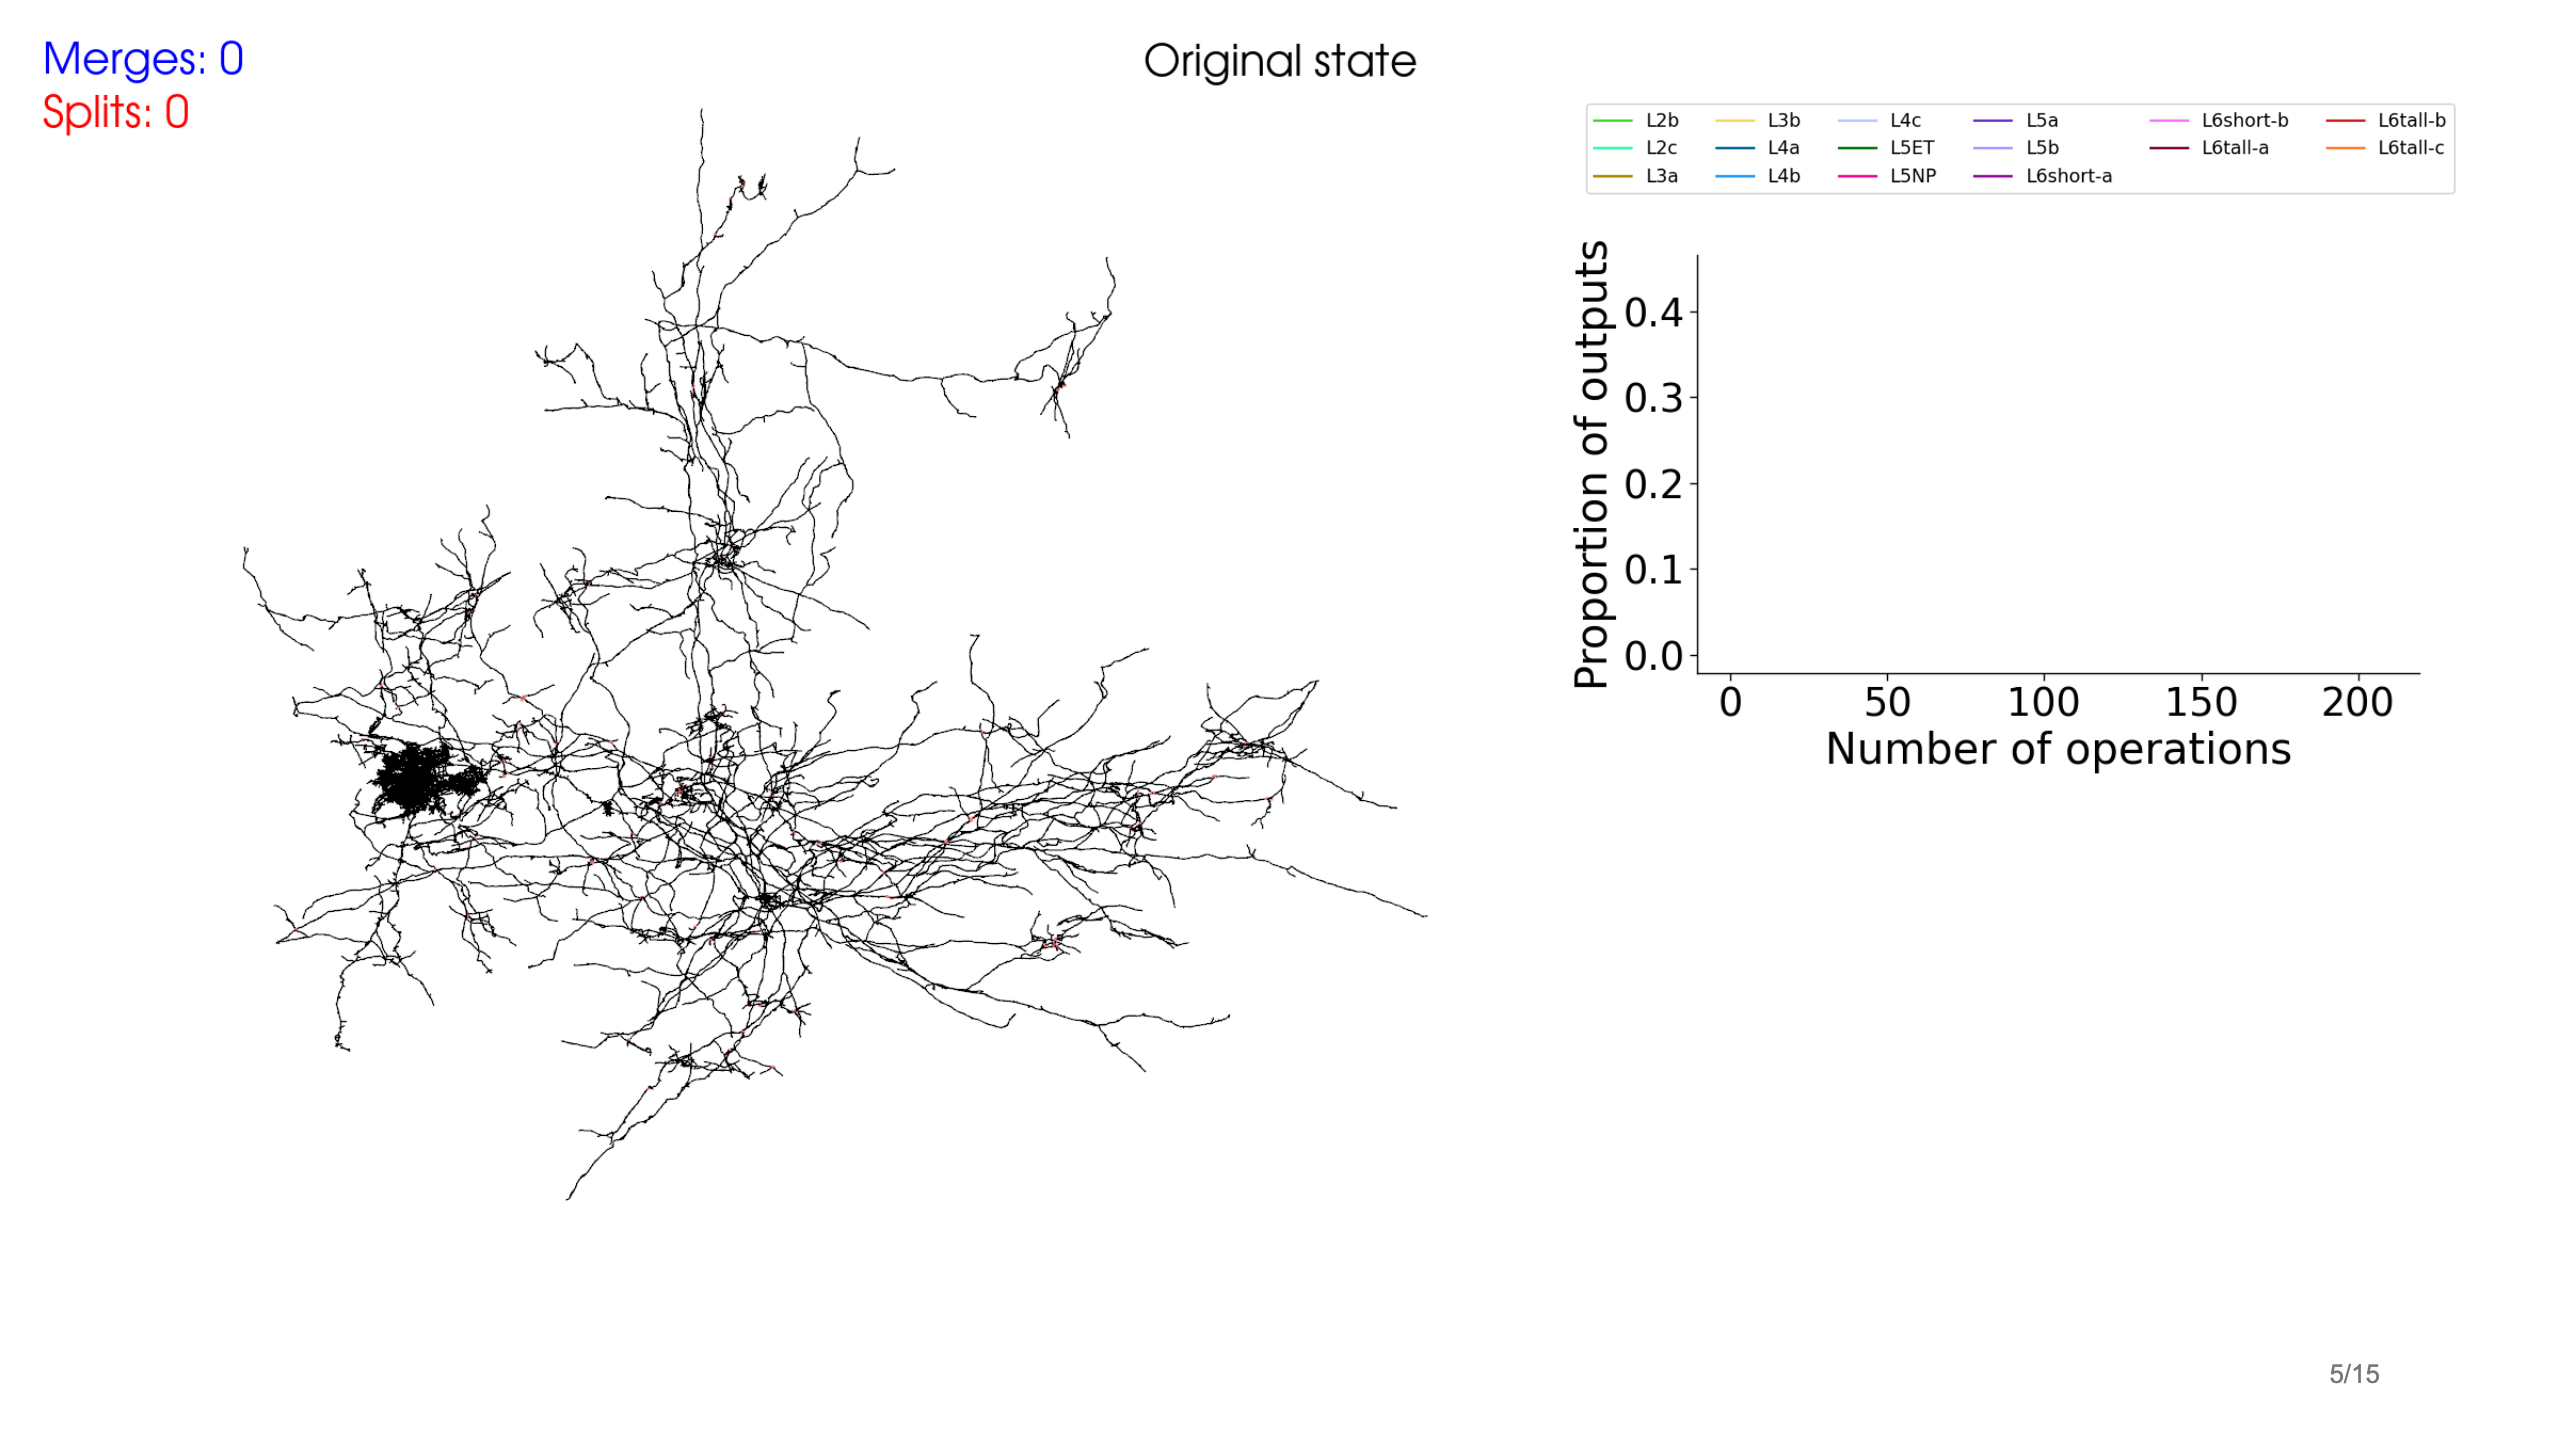 Merges: 0
Splits: 0
Original state
L2b L3b L4c L5a L6short-b L6tall-b
L2c L4a L5ET L5b L6tall-a L6tall-c
L3a L4b L5NP L6short-a
Proportion of outputs
0.4
0.3
0.2
0.1
0.0
0 50 100 150 200
Number of operations
5/15